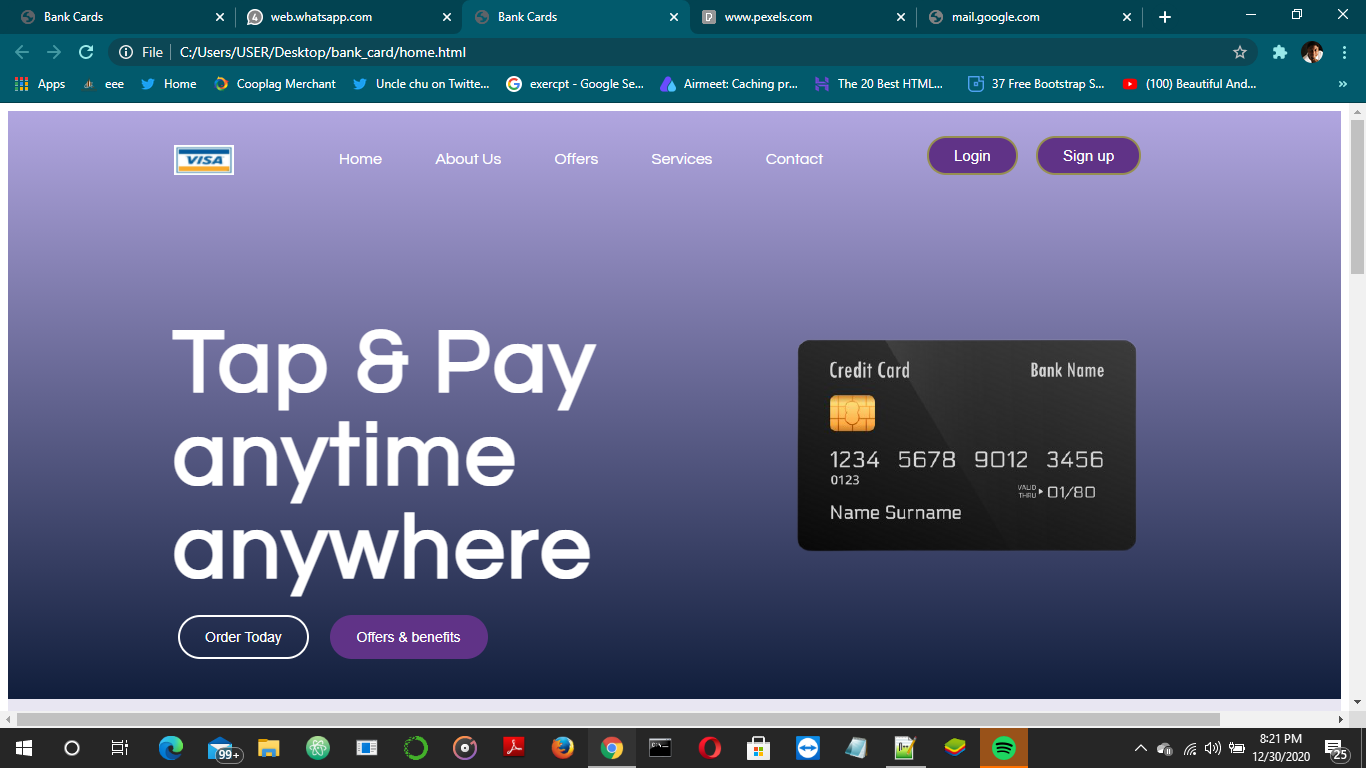 Bank Cards
web.whatsapp.com
Bank Cards
www.pexels.com
mail.google.com
File
C:/Users/USER/Desktop/bank_card/home.html
Apps
eee
Home
Cooplag Merchant
Uncle chu on Twitte...
exercpt - Google Se...
Airmeet: Caching pr...
The 20 Best HTML...
37 Free Bootstrap S...
(100) Beautiful And...
»
VISA
Home
About Us
Offers
Services
Contact
Login
Sign up
Tap & Pay
anytime
anywhere
Credit Card
Bank Name
1234 5678 9012 3456
0123
VALID
THRU
01/80
Name Surname
Order Today
Offers & benefits
99+
8:21 PM
12/30/2020
25